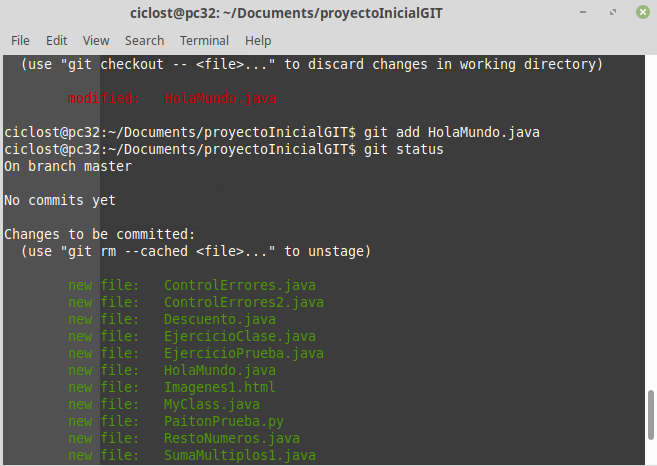 ciclost@pc32: ~/Documents/proyectoInicialGIT
File Edit View Search Terminal Help
(use "git checkout -- <file>..." to discard changes in working directory)
modified: HolaMundo.java
ciclost@pc32:~/Documents/proyectoInicialGIT$ git add HolaMundo.java
ciclost@pc32:~/Documents/proyectoInicialGIT$ git status
On branch master
No commits yet
Changes to be committed:
(use "git rm --cached <file>..." to unstage)
new file: ControlErrores.java
new file: ControlErrores2.java
new file: Descuento.java
new file: EjercicioClase.java
new file: EjercicioPrueba.java
new file: HolaMundo.java
new file: Imagenes1.html
new file: MyClass.java
new file: PaitonPrueba.py
new file: RestoNumeros.java
new file: SumaMultiplos1.java